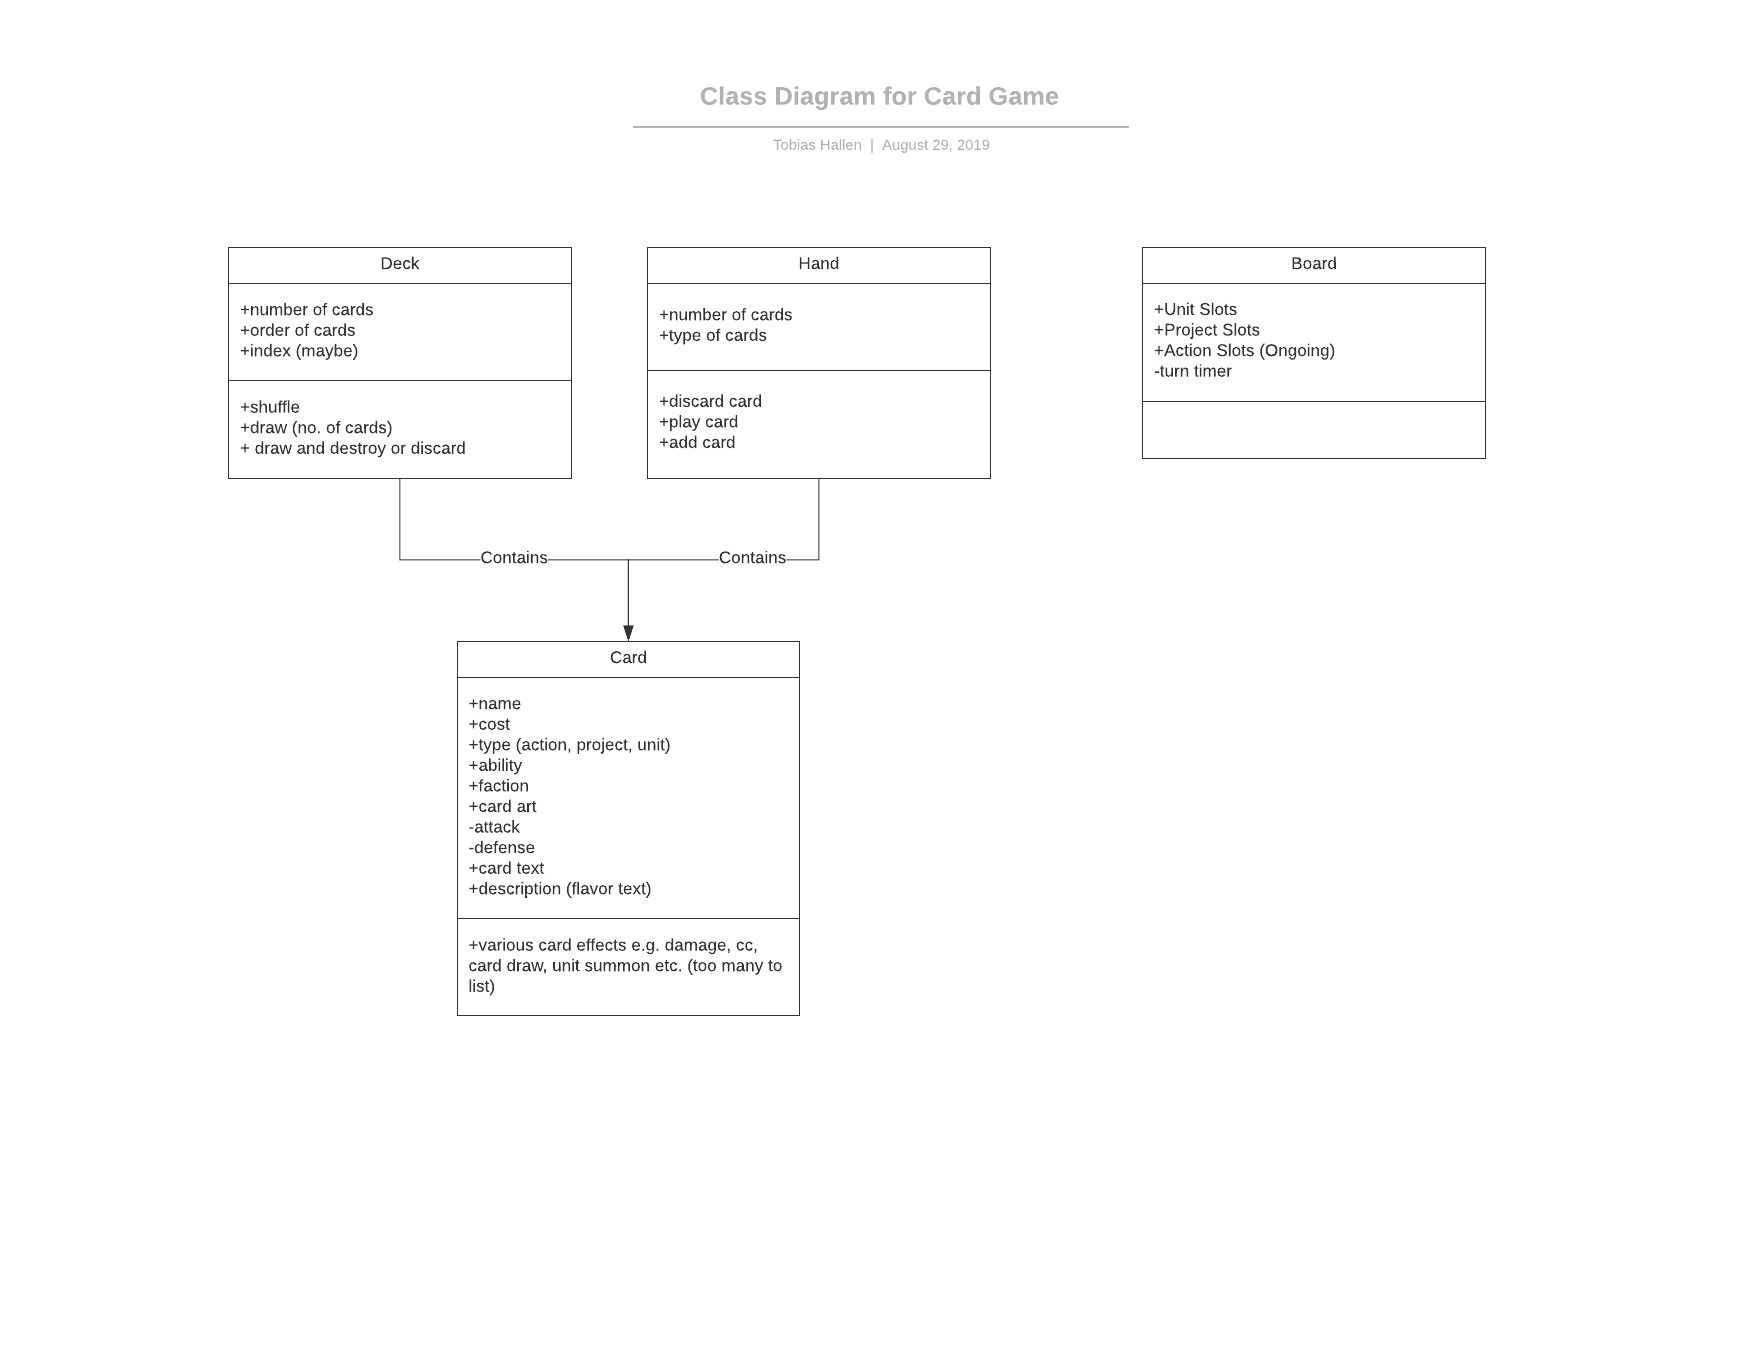 Class Diagram for Card Game
Tobias Hallen | August 29, 2019
Deck
+number of cards
+order of cards
+index (maybe)
+shuffle
+draw (no. of cards)
+ draw and destroy or discard
Hand
+number of cards
+type of cards
+discard card
+play card
+add card
Board
+Unit Slots
+Project Slots
+Action Slots (Ongoing)
-turn timer
Contains
Contains
Card
+name
+cost
+type (action, project, unit)
+ability
+faction
+card art
-attack
-defense
+card text
+description (flavor text)
+various card effects e.g. damage, cc,
card draw, unit summon etc. (too many to
list)